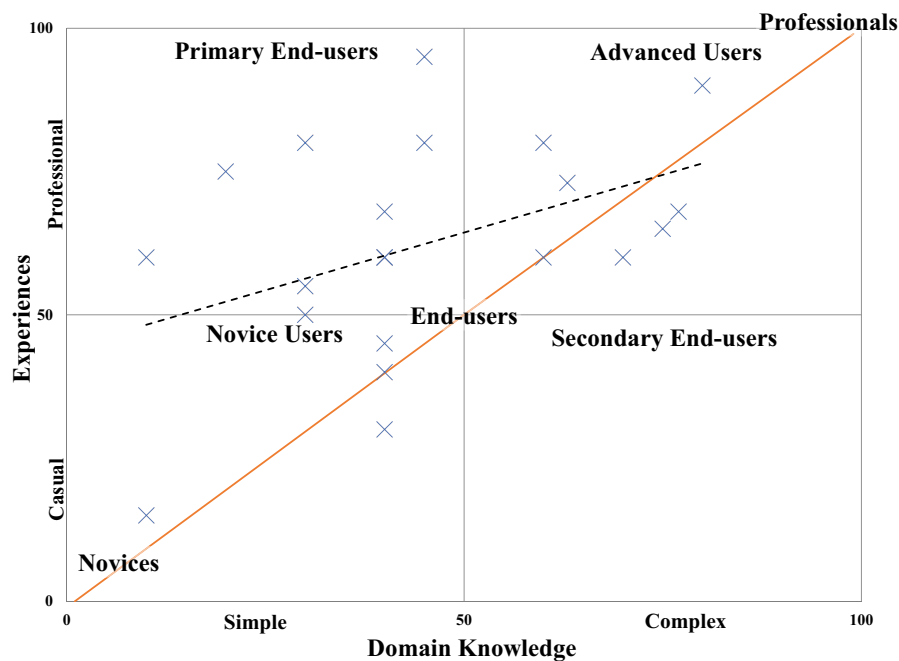 Professionals
100
Primary End-users
Advanced Users
Professional
50
End-users
Novice Users
Secondary End-users
Experiences
Casual
Novices
0
0
Simple
50
Complex
100
Domain Knowledge